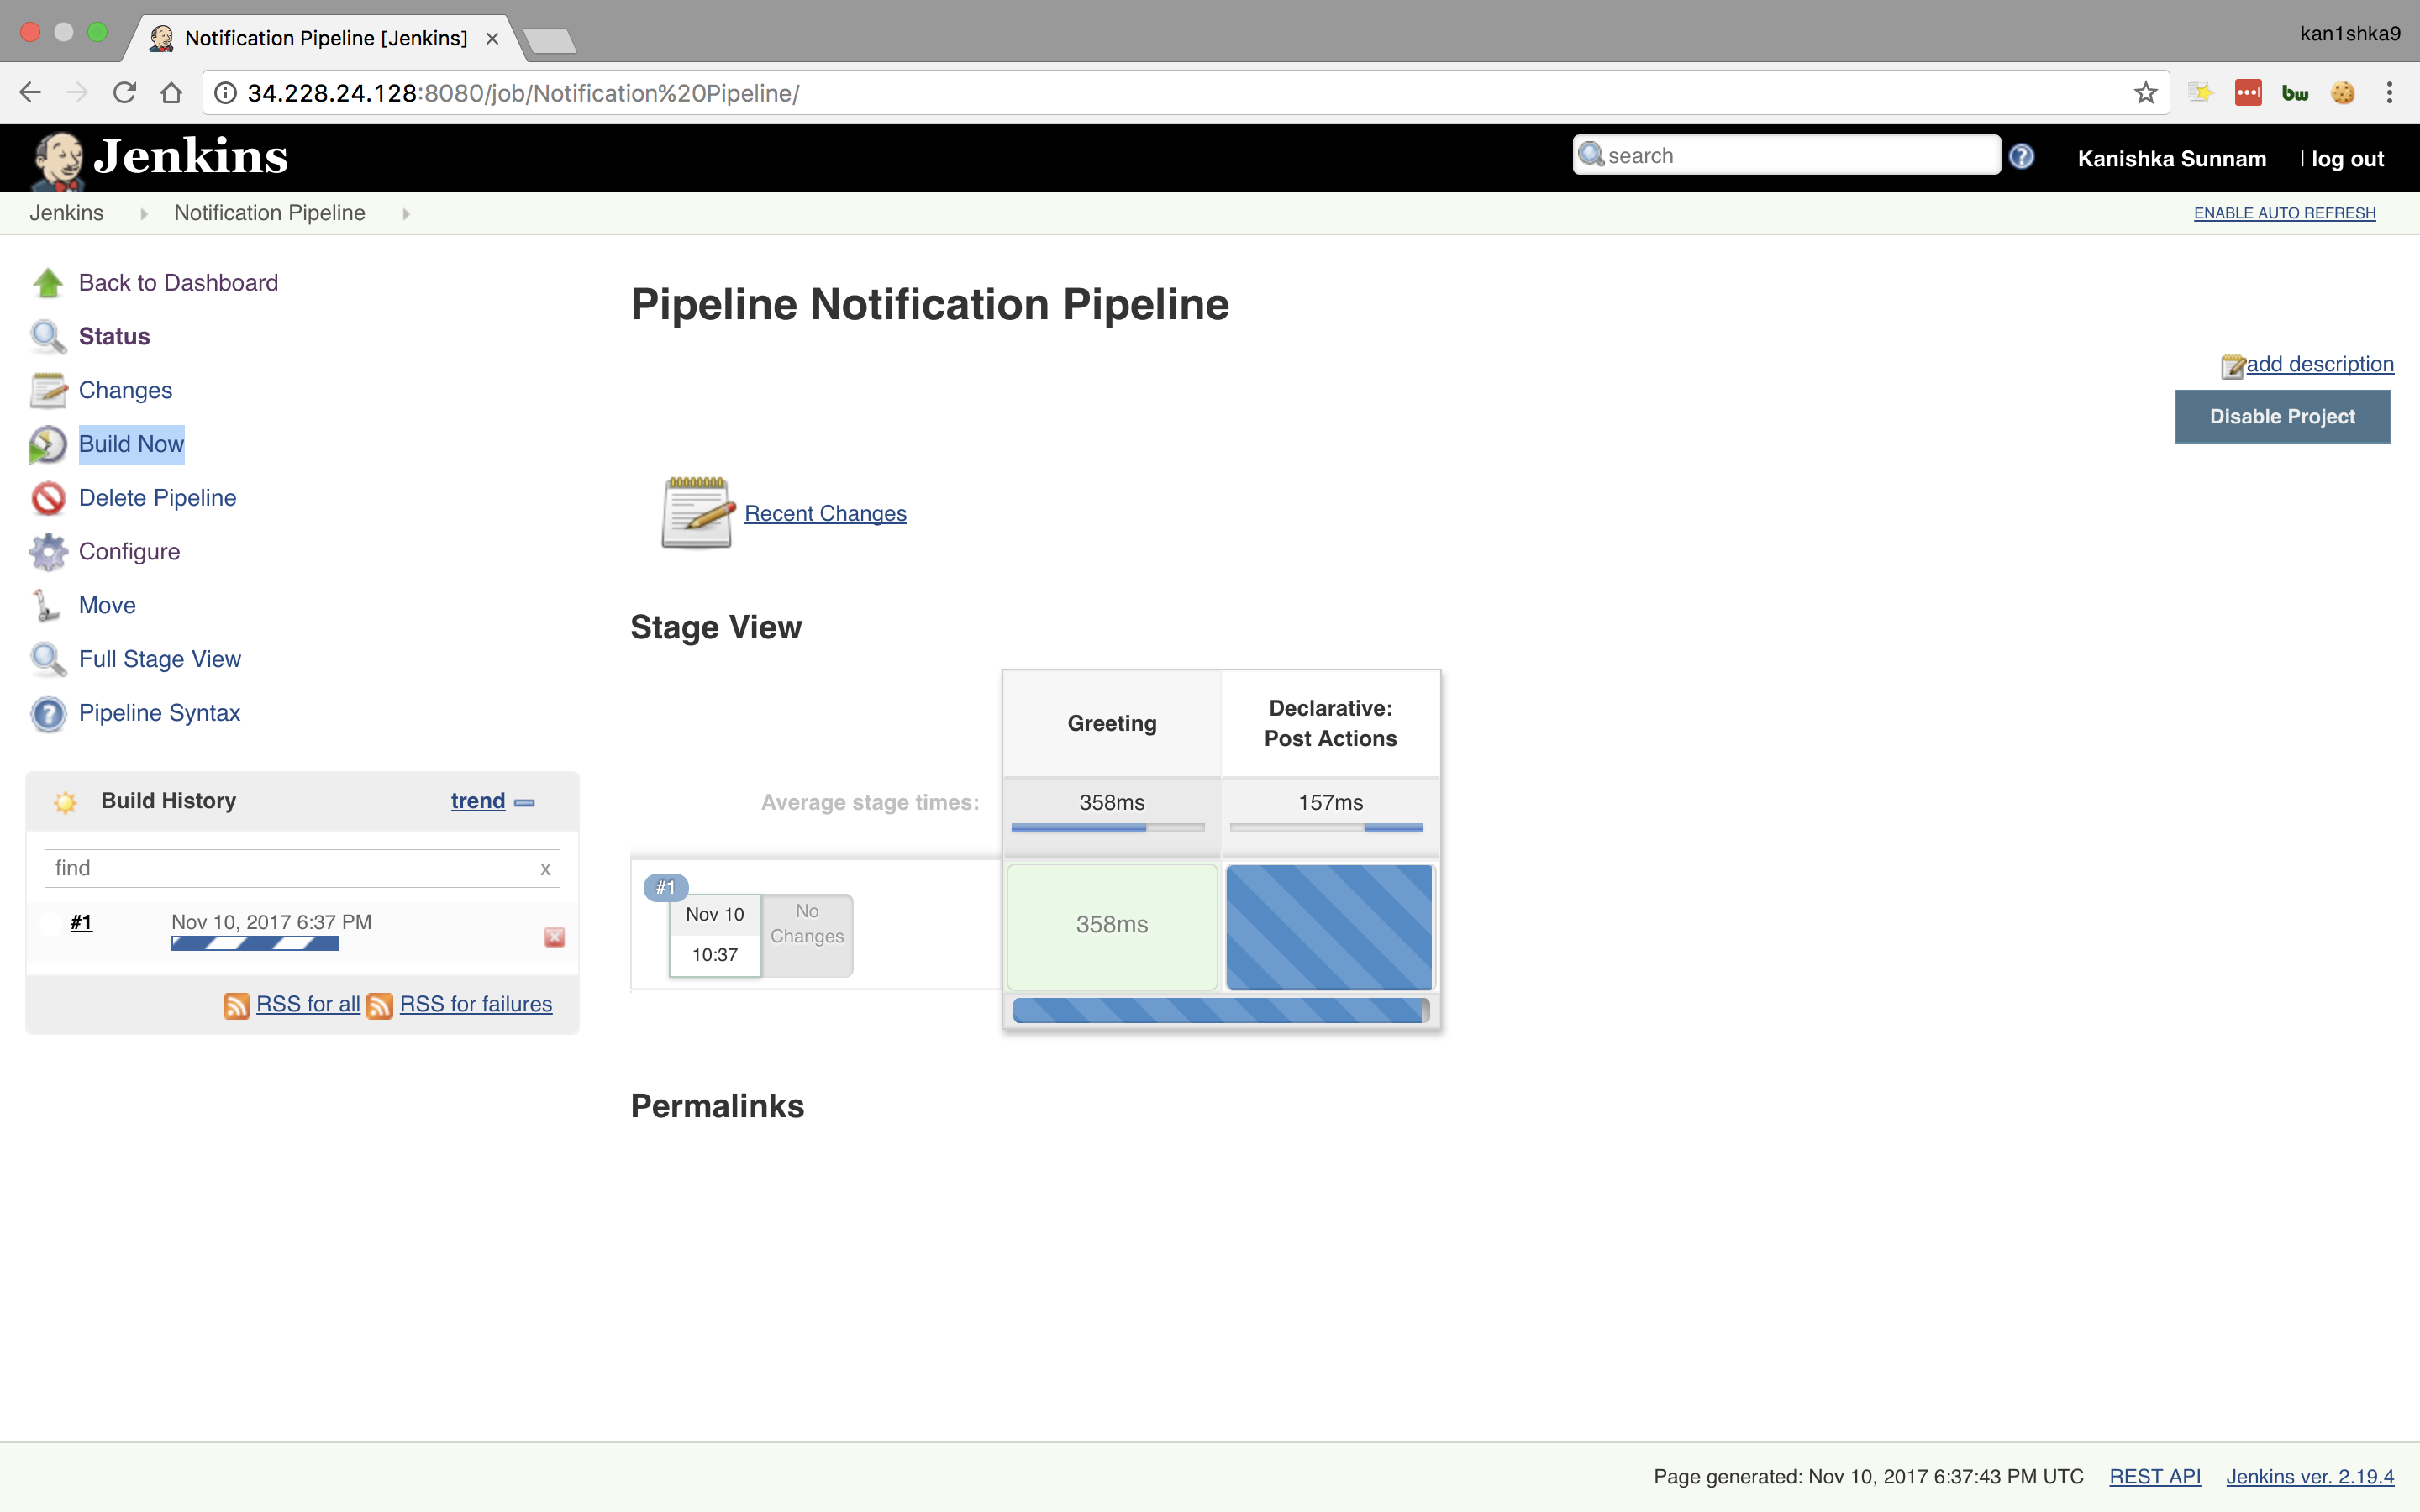 Notification Pipeline [Jenkins]
kan1shka9
34.228.24.128:8080/job/Notification%20Pipeline/
bw
Jenkins
search
Kanishka Sunnam
| log out
Jenkins
Notification Pipeline
ENABLE AUTO REFRESH
Back to Dashboard
Status
Changes
Build Now
Delete Pipeline
Configure
Move
Full Stage View
Pipeline Syntax
Build History
trend
find
x
#1
Nov 10, 2017 6:37 PM
RSS for all
RSS for failures
Pipeline Notification Pipeline
add description
Disable Project
Recent Changes
Stage View
Greeting
Declarative:
Post Actions
Average stage times:
358ms
157ms
#1
Nov 10
10:37
No
Changes
358ms
Permalinks
Page generated: Nov 10, 2017 6:37:43 PM UTC
REST API
Jenkins ver. 2.19.4